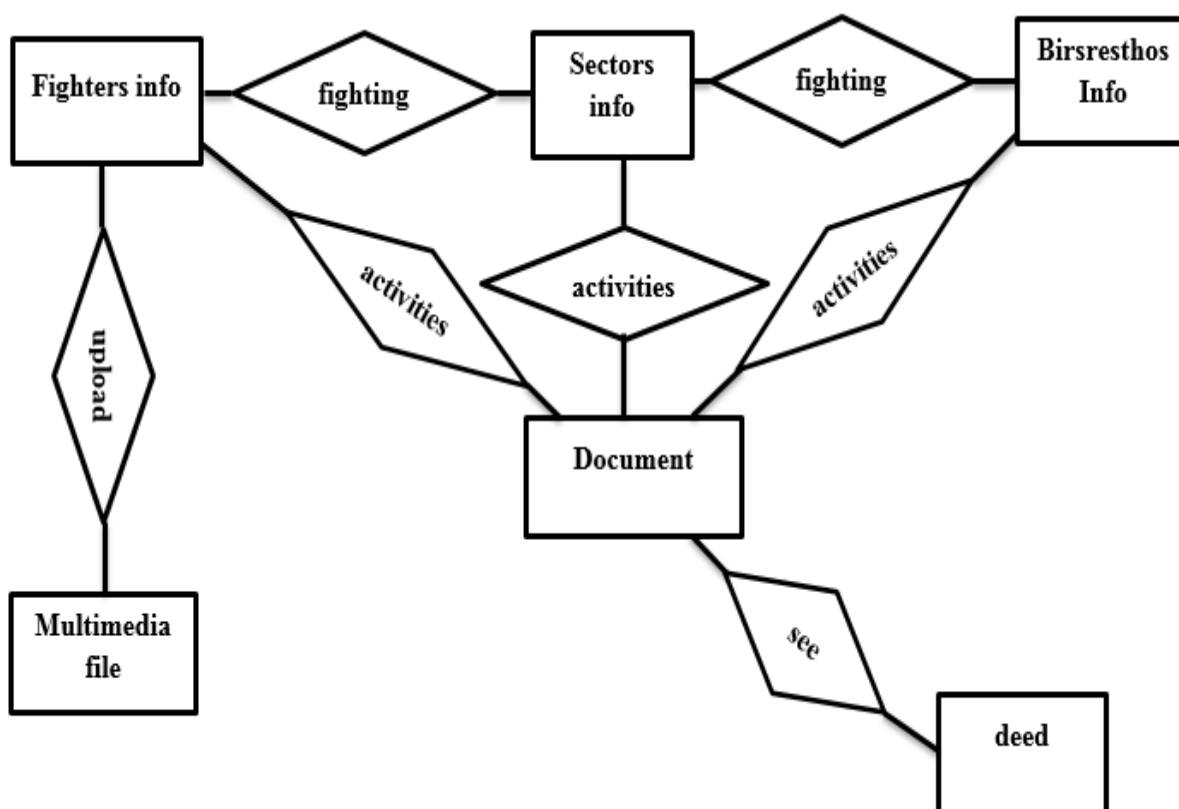 Fighters info
fighting
Sectors
info
fighting
Birsresthos
Info
activities
activities
activities
upload
Document
Multimedia
file
see
deed